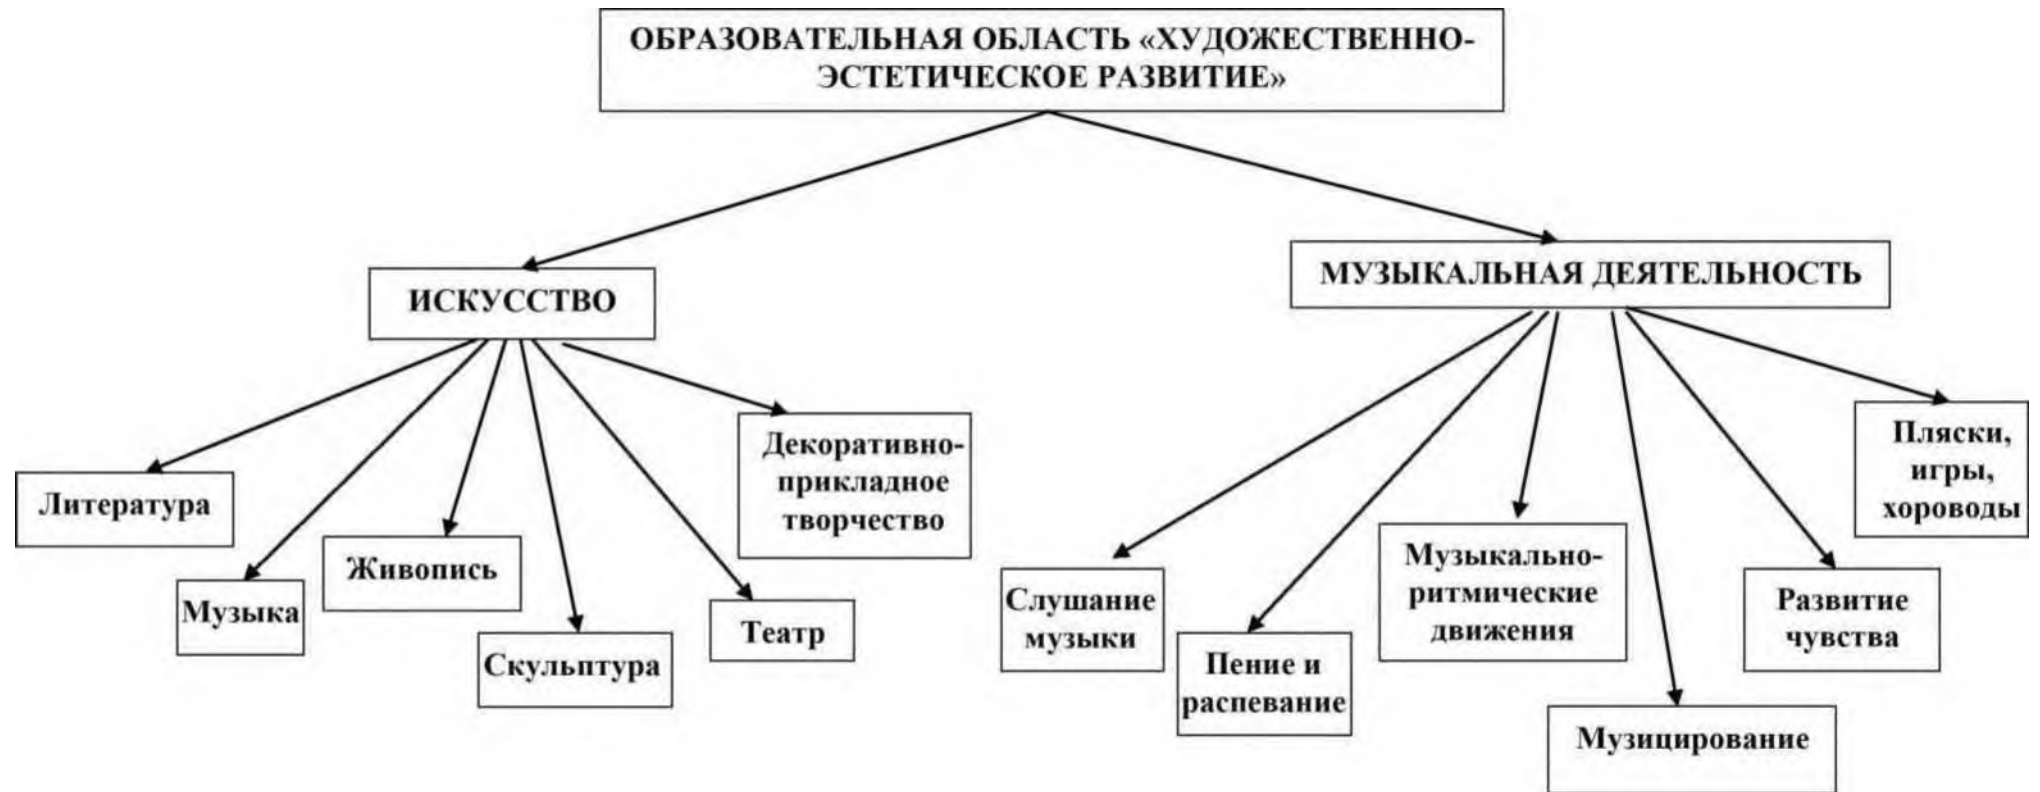 ОБРАЗОВАТЕЛЬНАЯ ОБЛАСТЬ «ХУДОЖЕСТВЕННО-
ЭСТЕТИЧЕСКОЕ РАЗВИТИЕ»
ИСКУССТВО
МУЗЫКАЛЬНАЯ ДЕЯТЕЛЬНОСТЬ
Литература
Музыка
Живопись
Скульптура
Театр
Декоративно-
прикладное
творчество
Слушание
музыки
Пение и
распевание
Музыкально-
ритмические
движения
Музицирование
Развитие
чувства
Пляски,
игры,
хороводы